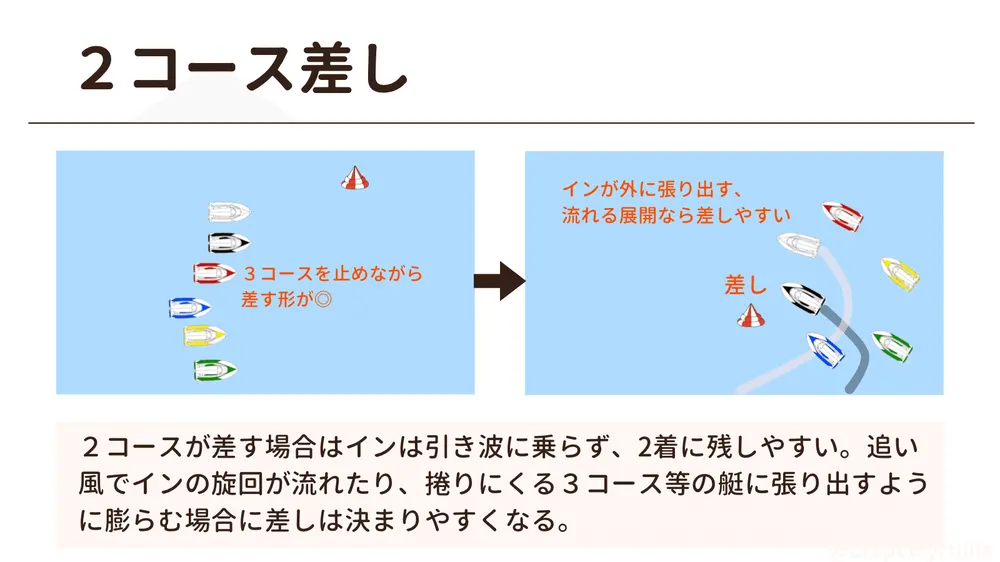 ２コース差し
３コースを止めながら
差す形が◎
インが外に張り出す、
流れる展開なら差しやすい
差し
２コースが差す場合はインは引き波に乗らず、2着に残しやすい。追い
風でインの旋回が流れたり、捲りにくる３コース等の艇に張り出すよう
に膨らむ場合に差しは決まりやすくなる。